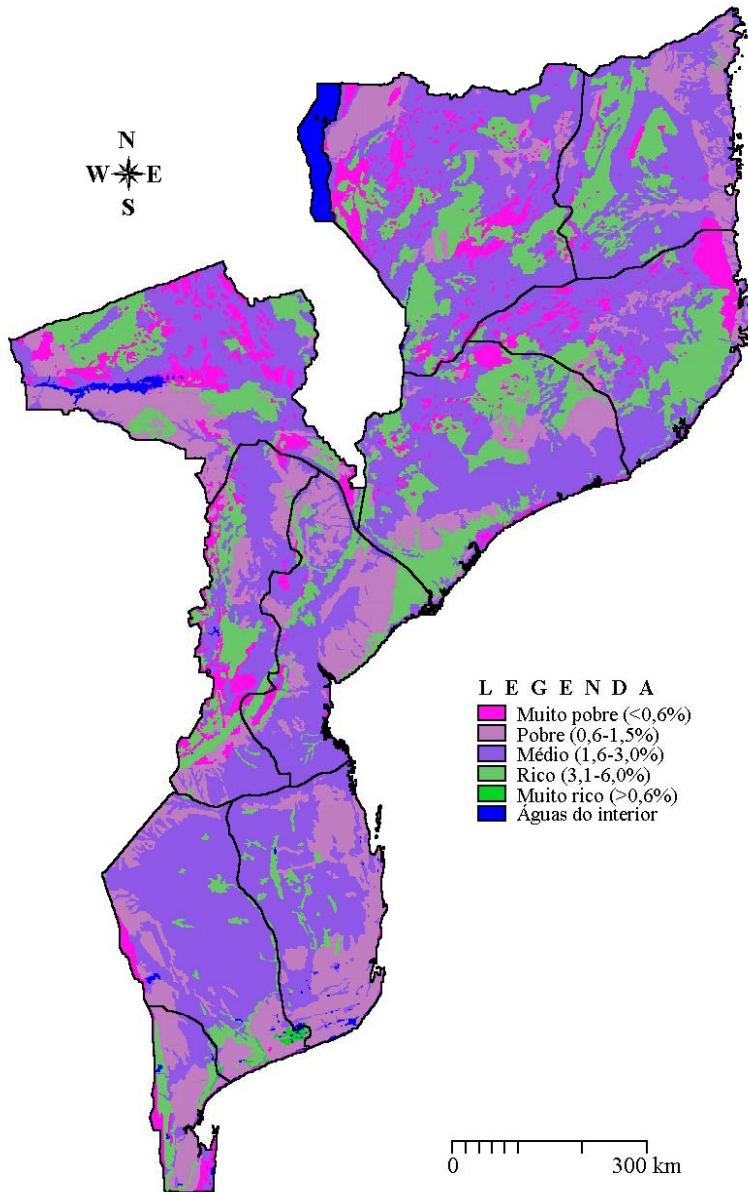 N
W E
S
L E G E N D A
Muito pobre (<0,6%)
Pobre (0,6-1,5%)
Médio (1,6-3,0%)
Rico (3,1-6,0%)
Muito rico (>0,6%)
Águas do interior
0 300 km